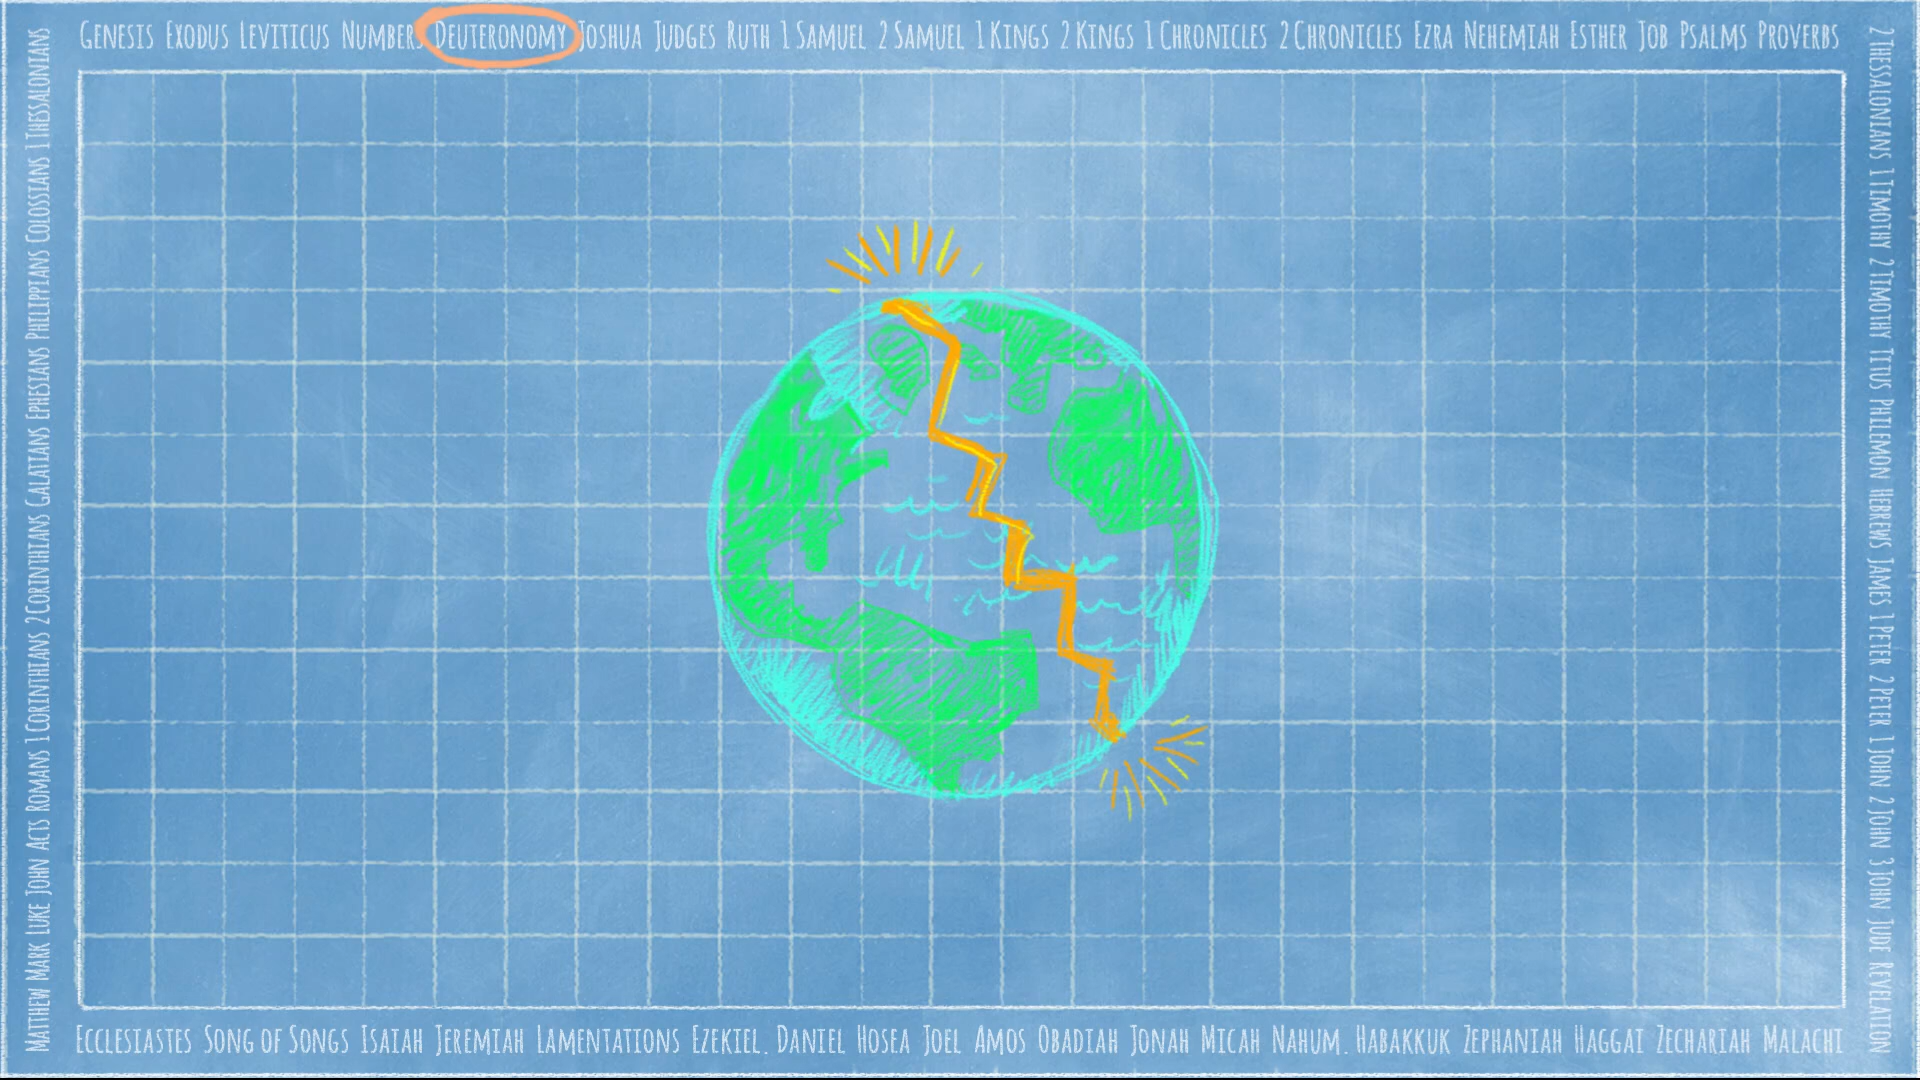 Genesis Exodus Leviticus Numbers Deuteronomy Joshua Judges Ruth 1 Samuel 2 Samuel 1 Kings 2 Kings 1 Chronicles 2 Chronicles Ezra Nehemiah Esther Job Psalms Proverbs
Ecclesiastes Song of Songs Isaiah Jeremiah Lamentations Ezekiel. Daniel Hosea Joel Amos Obadiah Jonah Micah Nahum. Habakkuk Zephaniah Haggai Zechariah Malachi
Matthew Mark Luke John Acts Romans 1 Corinthians 2 Corinthians Galatians Ephesians Philippians Colossians 1 Thessalonians
2 Thessalonians 1 Timothy 2 Timothy Titus Philemon Hebrews James 1 Peter 2 Peter 1 John 2 John 3 John Jude Revelation